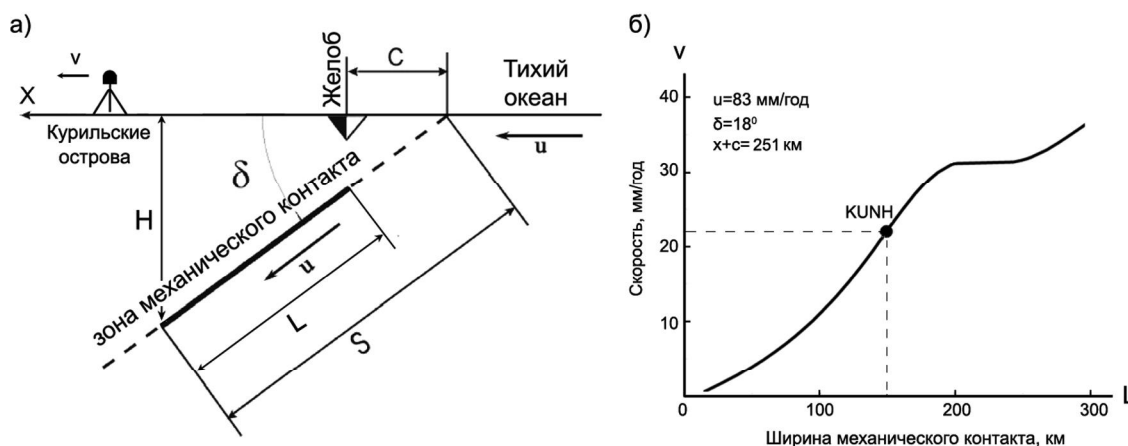 а)
v
X
Курильские
острова
Желоб
C
Тихий
океан
u
δ
H
зона механического контакта
u
L
S
б)
v
40
30
20
10
0
100
200
300
L
u=83 мм/год
δ=18⁰
x+c= 251 км
KUNH
Скорость, мм/год
Ширина механического контакта, км